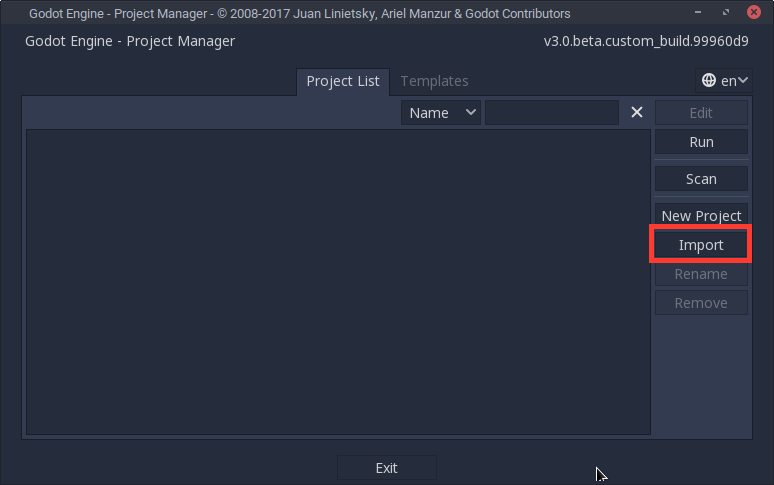 Godot Engine - Project Manager - © 2008-2017 Juan Linietsky, Ariel Manzur & Godot Contributors
Godot Engine - Project Manager
v3.0.beta.custom_build.99960d9
Project List
Templates
en
Name
Edit
Run
Scan
New Project
Import
Rename
Remove
Exit